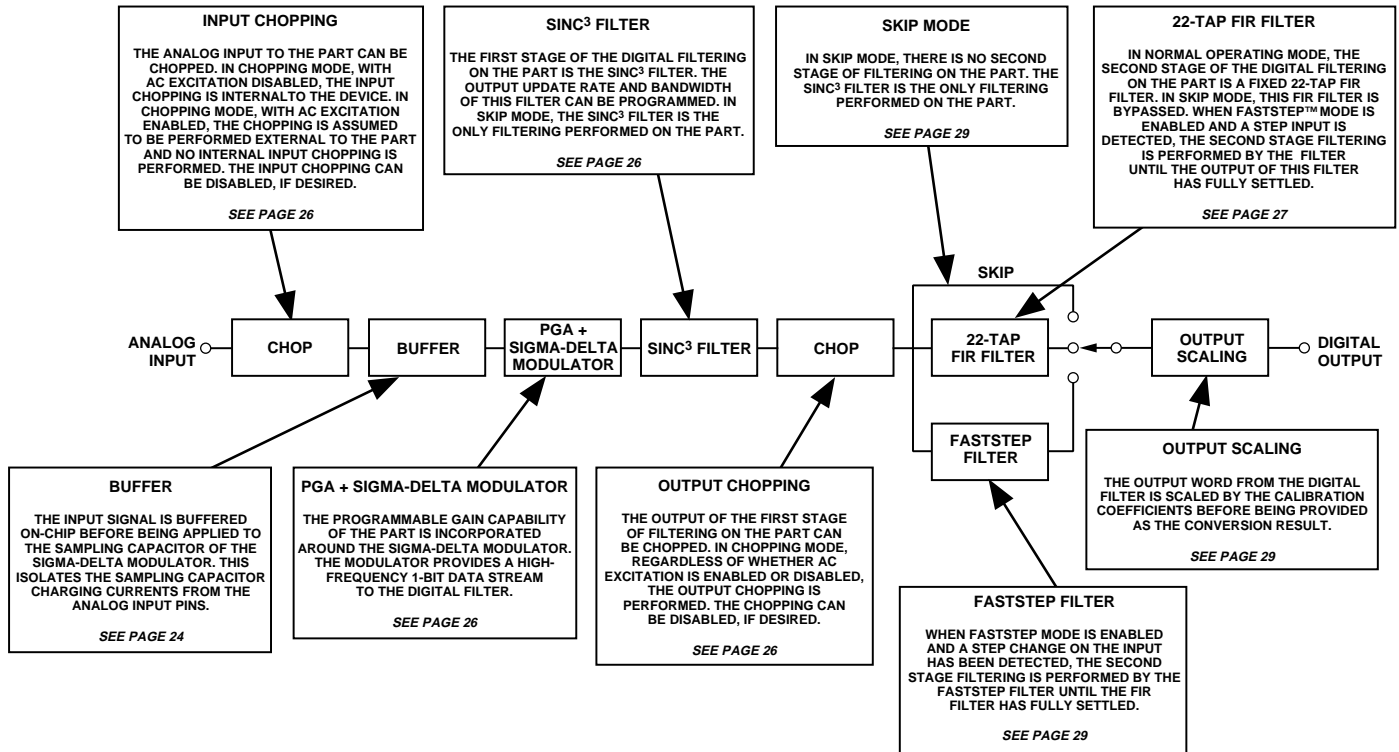 INPUT CHOPPING
THE ANALOG INPUT TO THE PART CAN BE
CHOPPED. IN CHOPPING MODE, WITH
AC EXCITATION DISABLED, THE INPUT
CHOPPING IS INTERNALTO THE DEVICE. IN
CHOPPING MODE, WITH AC EXCITATION
ENABLED, THE CHOPPING IS ASSUMED
TO BE PERFORMED EXTERNAL TO THE PART
AND NO INTERNAL INPUT CHOPPING IS
PERFORMED. THE INPUT CHOPPING CAN
BE DISABLED, IF DESIRED.
SEE PAGE 26
SINC³ FILTER
THE FIRST STAGE OF THE DIGITAL FILTERING
ON THE PART IS THE SINC³ FILTER. THE
OUTPUT UPDATE RATE AND BANDWIDTH
OF THIS FILTER CAN BE PROGRAMMED. IN
SKIP MODE, THE SINC³ FILTER IS THE
ONLY FILTERING PERFORMED ON THE PART.
SEE PAGE 26
SKIP MODE
IN SKIP MODE, THERE IS NO SECOND
STAGE OF FILTERING ON THE PART. THE
SINC³ FILTER IS THE ONLY FILTERING
PERFORMED ON THE PART.
SEE PAGE 29
22-TAP FIR FILTER
IN NORMAL OPERATING MODE, THE
SECOND STAGE OF THE DIGITAL FILTERING
ON THE PART IS A FIXED 22-TAP FIR
FILTER. IN SKIP MODE, THIS FIR FILTER IS
BYPASSED. WHEN FASTSTEP™ MODE IS
ENABLED AND A STEP INPUT IS
DETECTED, THE SECOND STAGE FILTERING
IS PERFORMED BY THE FILTER
UNTIL THE OUTPUT OF THIS FILTER
HAS FULLY SETTLED.
SEE PAGE 27
SKIP
ANALOG
INPUT
CHOP
BUFFER
PGA +
SIGMA-DELTA
MODULATOR
SINC³ FILTER
CHOP
22-TAP
FIR FILTER
OUTPUT
SCALING
DIGITAL
OUTPUT
FASTSTEP
FILTER
BUFFER
THE INPUT SIGNAL IS BUFFERED
ON-CHIP BEFORE BEING APPLIED TO
THE SAMPLING CAPACITOR OF THE
SIGMA-DELTA MODULATOR. THIS
ISOLATES THE SAMPLING CAPACITOR
CHARGING CURRENTS FROM THE
ANALOG INPUT PINS.
SEE PAGE 24
PGA + SIGMA-DELTA MODULATOR
THE PROGRAMMABLE GAIN CAPABILITY
OF THE PART IS INCORPORATED
AROUND THE SIGMA-DELTA MODULATOR.
THE MODULATOR PROVIDES A HIGH-
FREQUENCY 1-BIT DATA STREAM
TO THE DIGITAL FILTER.
SEE PAGE 26
OUTPUT CHOPPING
THE OUTPUT OF THE FIRST STAGE
OF FILTERING ON THE PART CAN
BE CHOPPED. IN CHOPPING MODE,
REGARDLESS OF WHETHER AC
EXCITATION IS ENABLED OR DISABLED,
THE OUTPUT CHOPPING IS
PERFORMED. THE CHOPPING CAN
BE DISABLED, IF DESIRED.
SEE PAGE 26
OUTPUT SCALING
THE OUTPUT WORD FROM THE DIGITAL
FILTER IS SCALED BY THE CALIBRATION
COEFFICIENTS BEFORE BEING PROVIDED
AS THE CONVERSION RESULT.
SEE PAGE 29
FASTSTEP FILTER
WHEN FASTSTEP MODE IS ENABLED
AND A STEP CHANGE ON THE INPUT
HAS BEEN DETECTED, THE SECOND
STAGE FILTERING IS PERFORMED BY THE
FASTSTEP FILTER UNTIL THE FIR
FILTER HAS FULLY SETTLED.
SEE PAGE 29